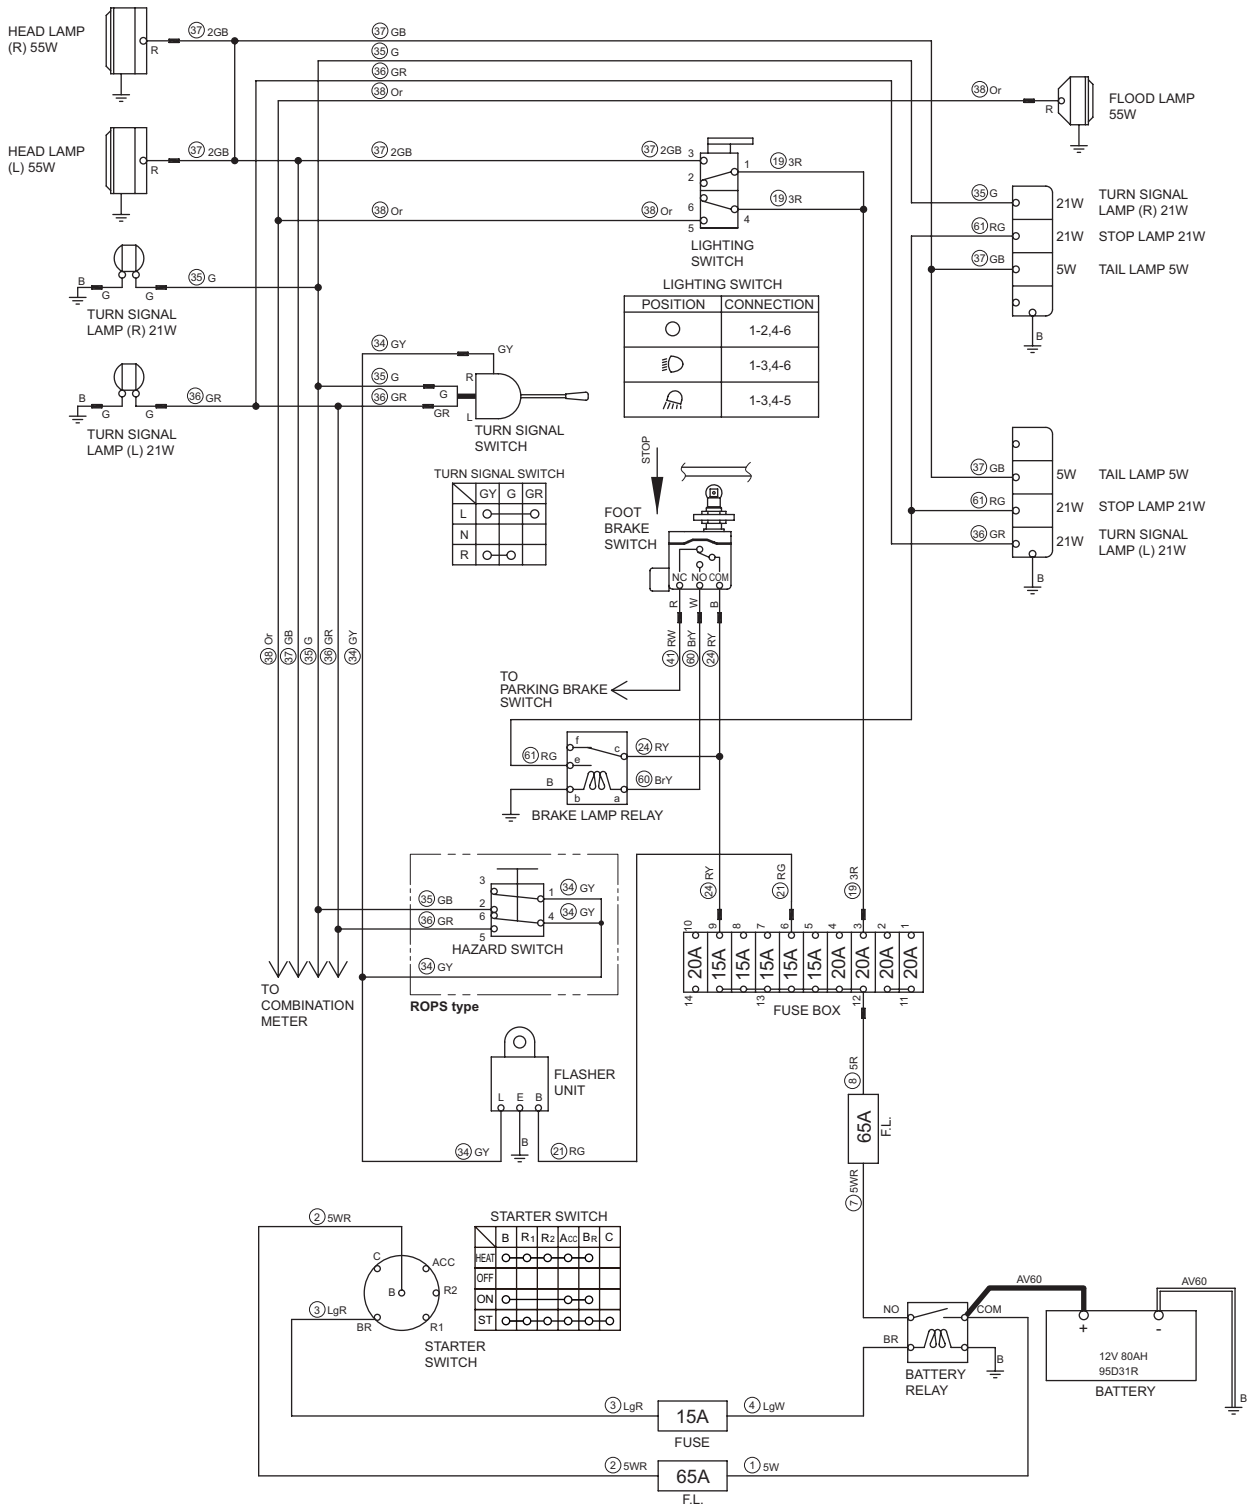 HEAD LAMP
(R) 55W
R
37 2GB
37 GB
35 G
36 GR
38 Or
38 Or
R
FLOOD LAMP
55W
HEAD LAMP
(L) 55W
R
37 2GB
37 2GB
37 2GB
3
2
6
5
1
4
19 3R
19 3R
38 Or
38 Or
LIGHTING
SWITCH
35 G
21W
TURN SIGNAL
LAMP (R) 21W
61 RG
21W
STOP LAMP 21W
37 GB
5W
TAIL LAMP 5W
B
B
G
G
35 G
TURN SIGNAL
LAMP (R) 21W
LIGHTING SWITCH
POSITION CONNECTION
1-2,4-6
1-3,4-6
1-3,4-5
34 GY
GY
R
35 G
G
36 GR
GR
L
TURN SIGNAL
SWITCH
B
G
G
36 GR
TURN SIGNAL
LAMP (L) 21W
TURN SIGNAL SWITCH
GY G GR
L
N
R
STOP
FOOT
BRAKE
SWITCH
NC NO COM
R
W
B
41 RW
60 BrY
24 RY
37 GB
5W
TAIL LAMP 5W
61 RG
21W
STOP LAMP 21W
36 GR
21W
TURN SIGNAL
LAMP (L) 21W
B
38 Or
37 GB
35 G
36 GR
34 GY
TO
PARKING BRAKE
SWITCH
f
c
e
b
a
24 RY
61 RG
B
60 BrY
BRAKE LAMP RELAY
24 RY
21 RG
19 3R
3
2
6
5
1
4
34 GY
34 GY
35 GB
36 GR
HAZARD SWITCH
34 GY
ROPS type
TO
COMBINATION
METER
10 9 8 7 6 5 4 3 2 1
20A 15A 15A 15A 15A 15A 20A 20A 20A 20A
14 13 12 11
FUSE BOX
FLASHER
UNIT
L E B
B
34 GY
21 RG
8 5R
65A
F.L.
7 5WR
2 5WR
C
ACC
B
R2
BR
R1
3 LgR
STARTER
SWITCH
STARTER SWITCH
B R1 R2 Acc BR C
HEAT
OFF
ON
ST
NO
COM
BR
B
BATTERY
RELAY
AV60
AV60
+
-
12V 80AH
95D31R
BATTERY
B
3 LgR
15A
FUSE
4 LgW
2 5WR
65A
F.L.
1 5W